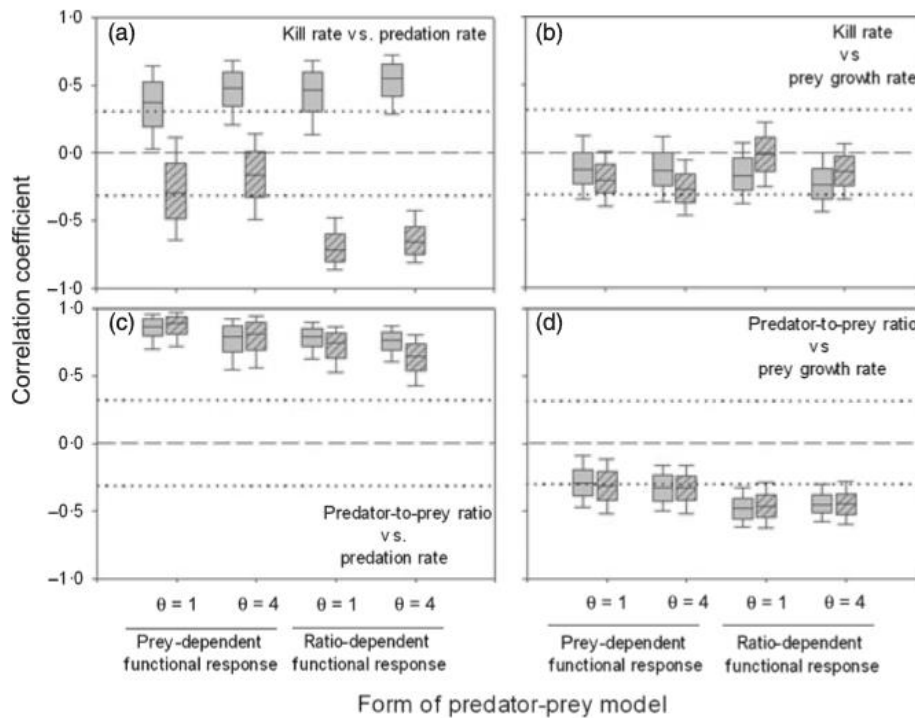 Correlation coefficient
1·0
0·5
0·0
−0·5
−1·0
(a)
Kill rate vs. predation rate
(b)
Kill rate
vs
prey growth rate
1·0
0·5
0·0
−0·5
−1·0
(c)
Predator-to-prey ratio
vs.
predation rate
(d)
Predator-to-prey ratio
vs
prey growth rate
θ = 1 θ = 4 θ = 1 θ = 4
Prey-dependent functional response
Ratio-dependent functional response
θ = 1 θ = 4 θ = 1 θ = 4
Prey-dependent functional response
Ratio-dependent functional response
Form of predator-prey model